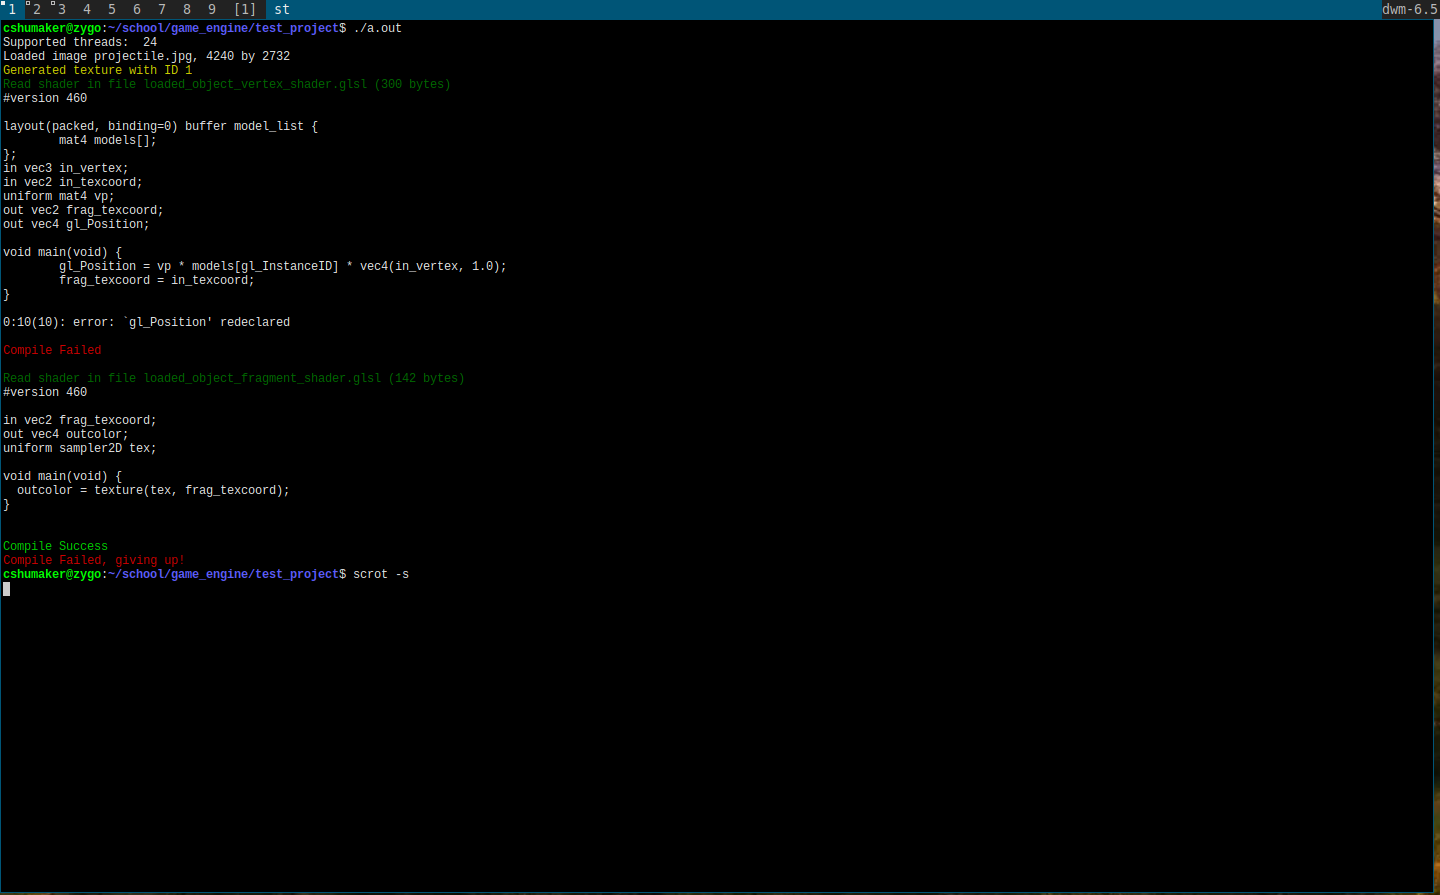 1 2 3 4 5 6 7 8 9 [1] st dwm-6.5
cshumaker@zygo:~/school/game_engine/test_project$ ./a.out
Supported threads:  24
Loaded image projectile.jpg, 4240 by 2732
Generated texture with ID 1
Read shader in file loaded_object_vertex_shader.glsl (300 bytes)
#version 460
layout(packed, binding=0) buffer model_list {
        mat4 models[];
};
in vec3 in_vertex;
in vec2 in_texcoord;
uniform mat4 vp;
out vec2 frag_texcoord;
out vec4 gl_Position;
void main(void) {
        gl_Position = vp * models[gl_InstanceID] * vec4(in_vertex, 1.0);
        frag_texcoord = in_texcoord;
}
0:10(10): error: `gl_Position' redeclared
Compile Failed
Read shader in file loaded_object_fragment_shader.glsl (142 bytes)
#version 460
in vec2 frag_texcoord;
out vec4 outcolor;
uniform sampler2D tex;
void main(void) {
  outcolor = texture(tex, frag_texcoord);
}
Compile Success
Compile Failed, giving up!
cshumaker@zygo:~/school/game_engine/test_project$ scrot -s